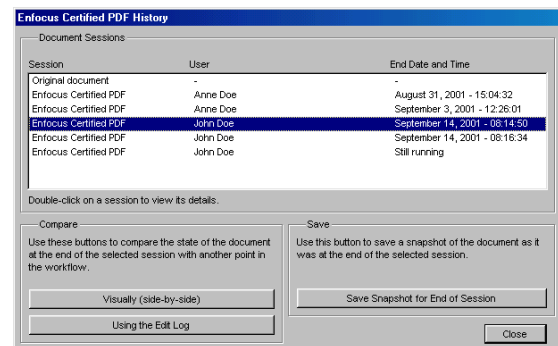 Enfocus Certified PDF History
Document Sessions
Session User End Date and Time
Original document - -
Enfocus Certified PDF Anne Doe August 31, 2001 - 15:04:32
Enfocus Certified PDF Anne Doe September 3, 2001 - 12:26:01
Enfocus Certified PDF John Doe September 14, 2001 - 08:14:50
Enfocus Certified PDF John Doe September 14, 2001 - 08:16:34
Enfocus Certified PDF John Doe Still running
Double-click on a session to view its details.
Compare
Use these buttons to compare the state of the document
at the end of the selected session with another point in
the workflow.
Visually (side-by-side)
Using the Edit Log
Save
Use this button to save a snapshot of the document as it
was at the end of the selected session.
Save Snapshot for End of Session
Close